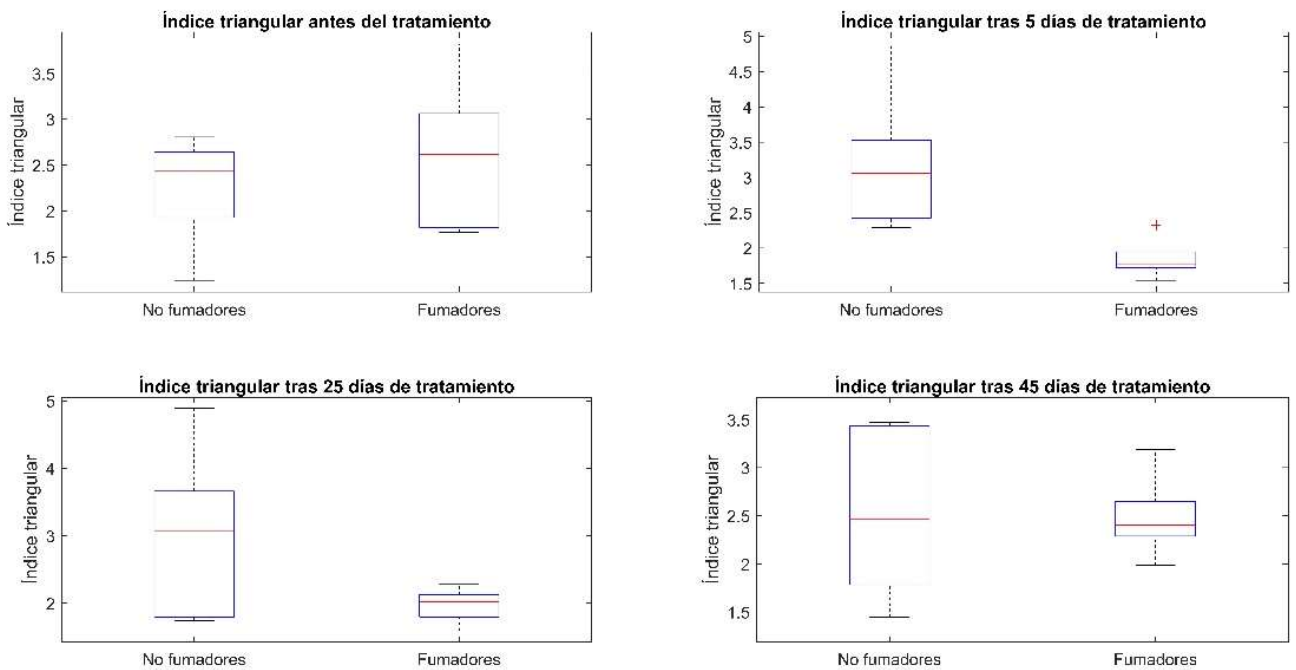 Índice triangular antes del tratamiento
Índice triangular
3.5
3
2.5
2
1.5
No fumadores
Fumadores
Índice triangular tras 5 días de tratamiento
Índice triangular
5
4.5
4
3.5
3
2.5
2
1.5
No fumadores
Fumadores
Índice triangular tras 25 días de tratamiento
Índice triangular
5
4
3
2
No fumadores
Fumadores
Índice triangular tras 45 días de tratamiento
Índice triangular
3.5
3
2.5
2
1.5
No fumadores
Fumadores